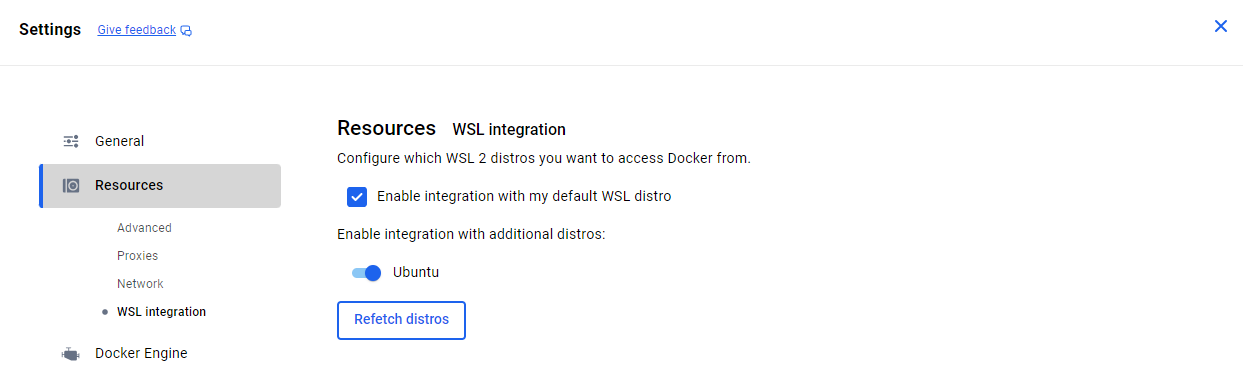 Settings Give feedback
General
Resources
Advanced
Proxies
Network
WSL integration
Docker Engine
Resources WSL integration
Configure which WSL 2 distros you want to access Docker from.
Enable integration with my default WSL distro
Enable integration with additional distros:
Ubuntu
Refetch distros